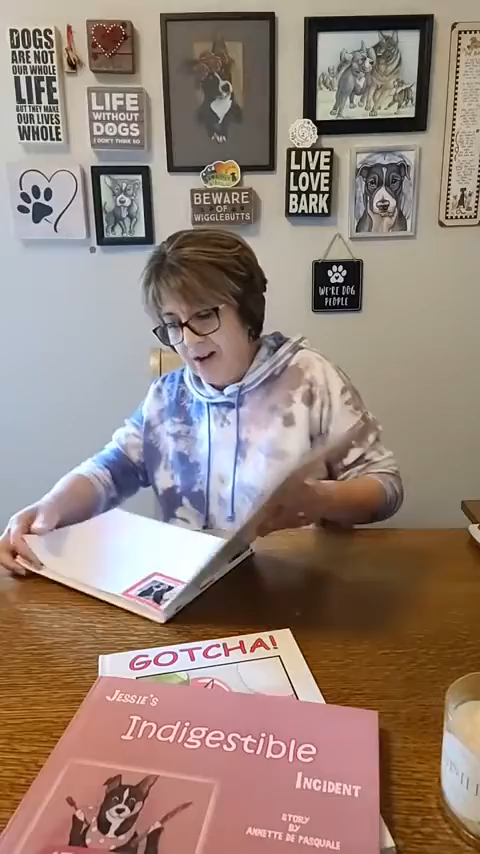 DOGS
ARE NOT
OUR WHOLE
LIFE
BUT THEY MAKE
OUR LIVES
WHOLE
LIFE
WITHOUT
DOGS
I DON'T THINK SO
BEWARE
OF
WIGGLEBUTTS
LIVE
LOVE
BARK
WE'RE DOG
PEOPLE
GOTCHA!
JESSIE'S
Indigestible
INCIDENT
STORY
BY
ANNETTE DE PASQUALE